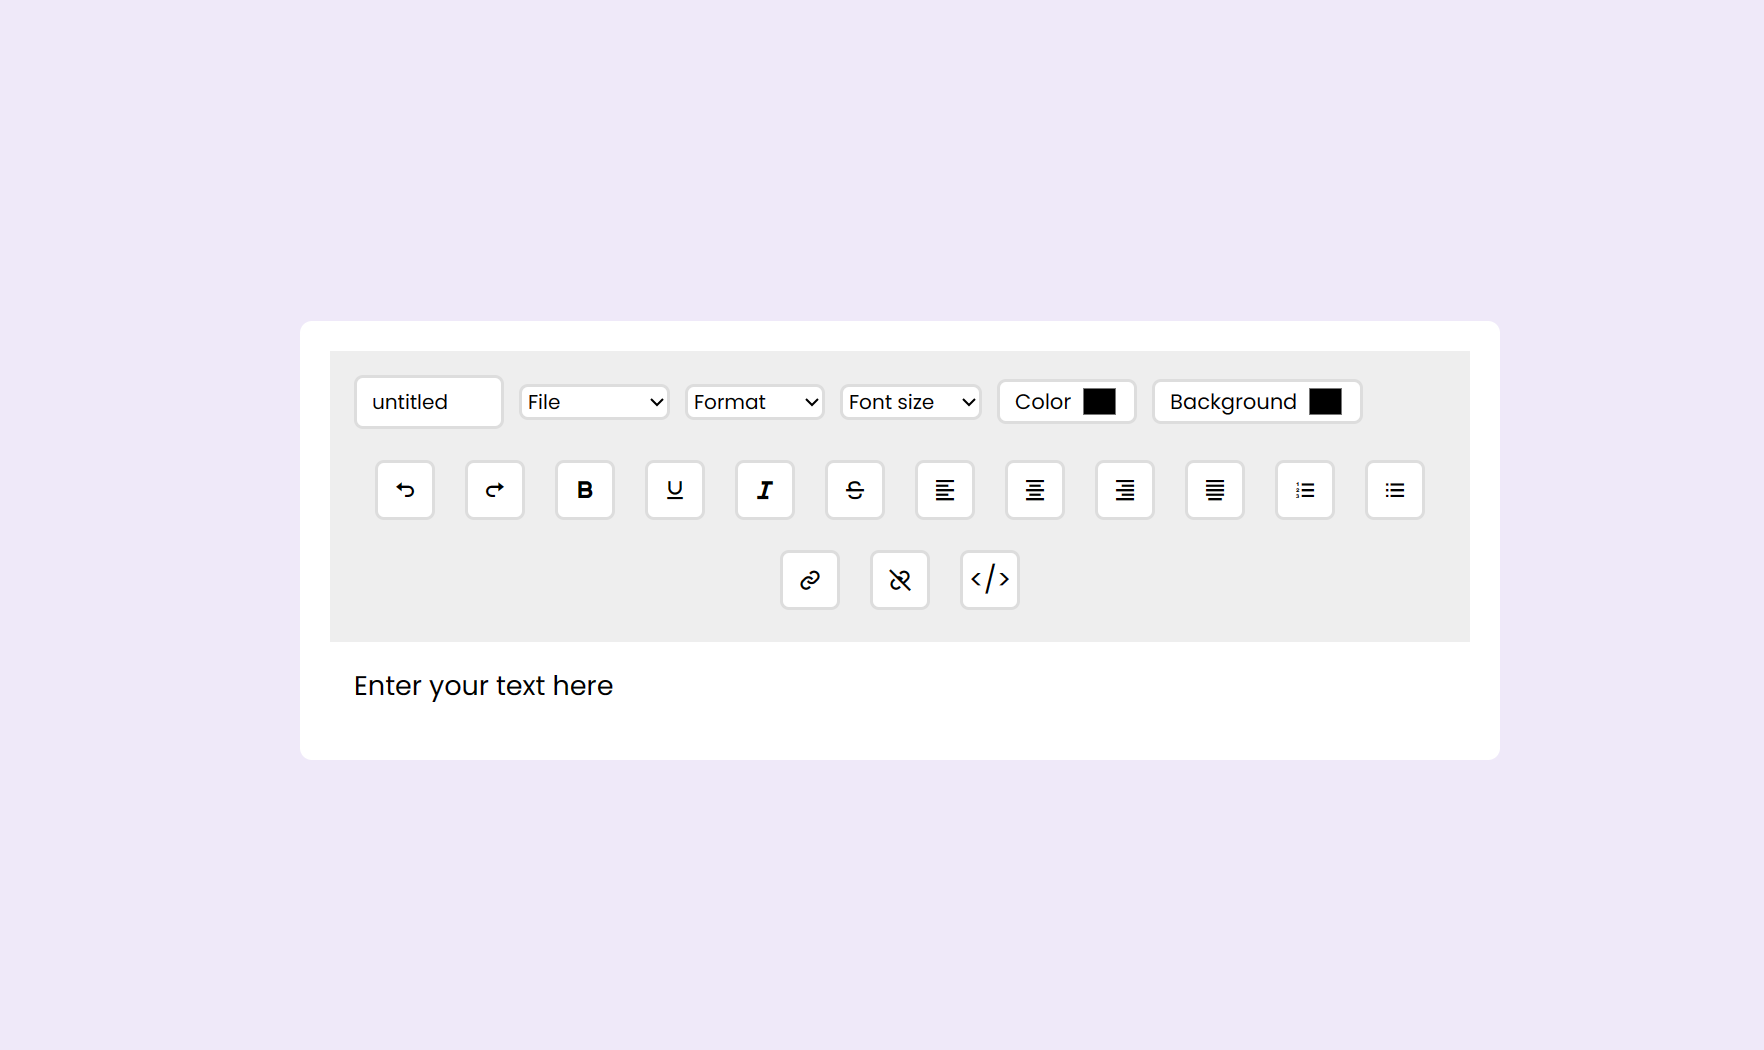 untitled File Format Font size Color Background
B U I S
</>
Enter your text here